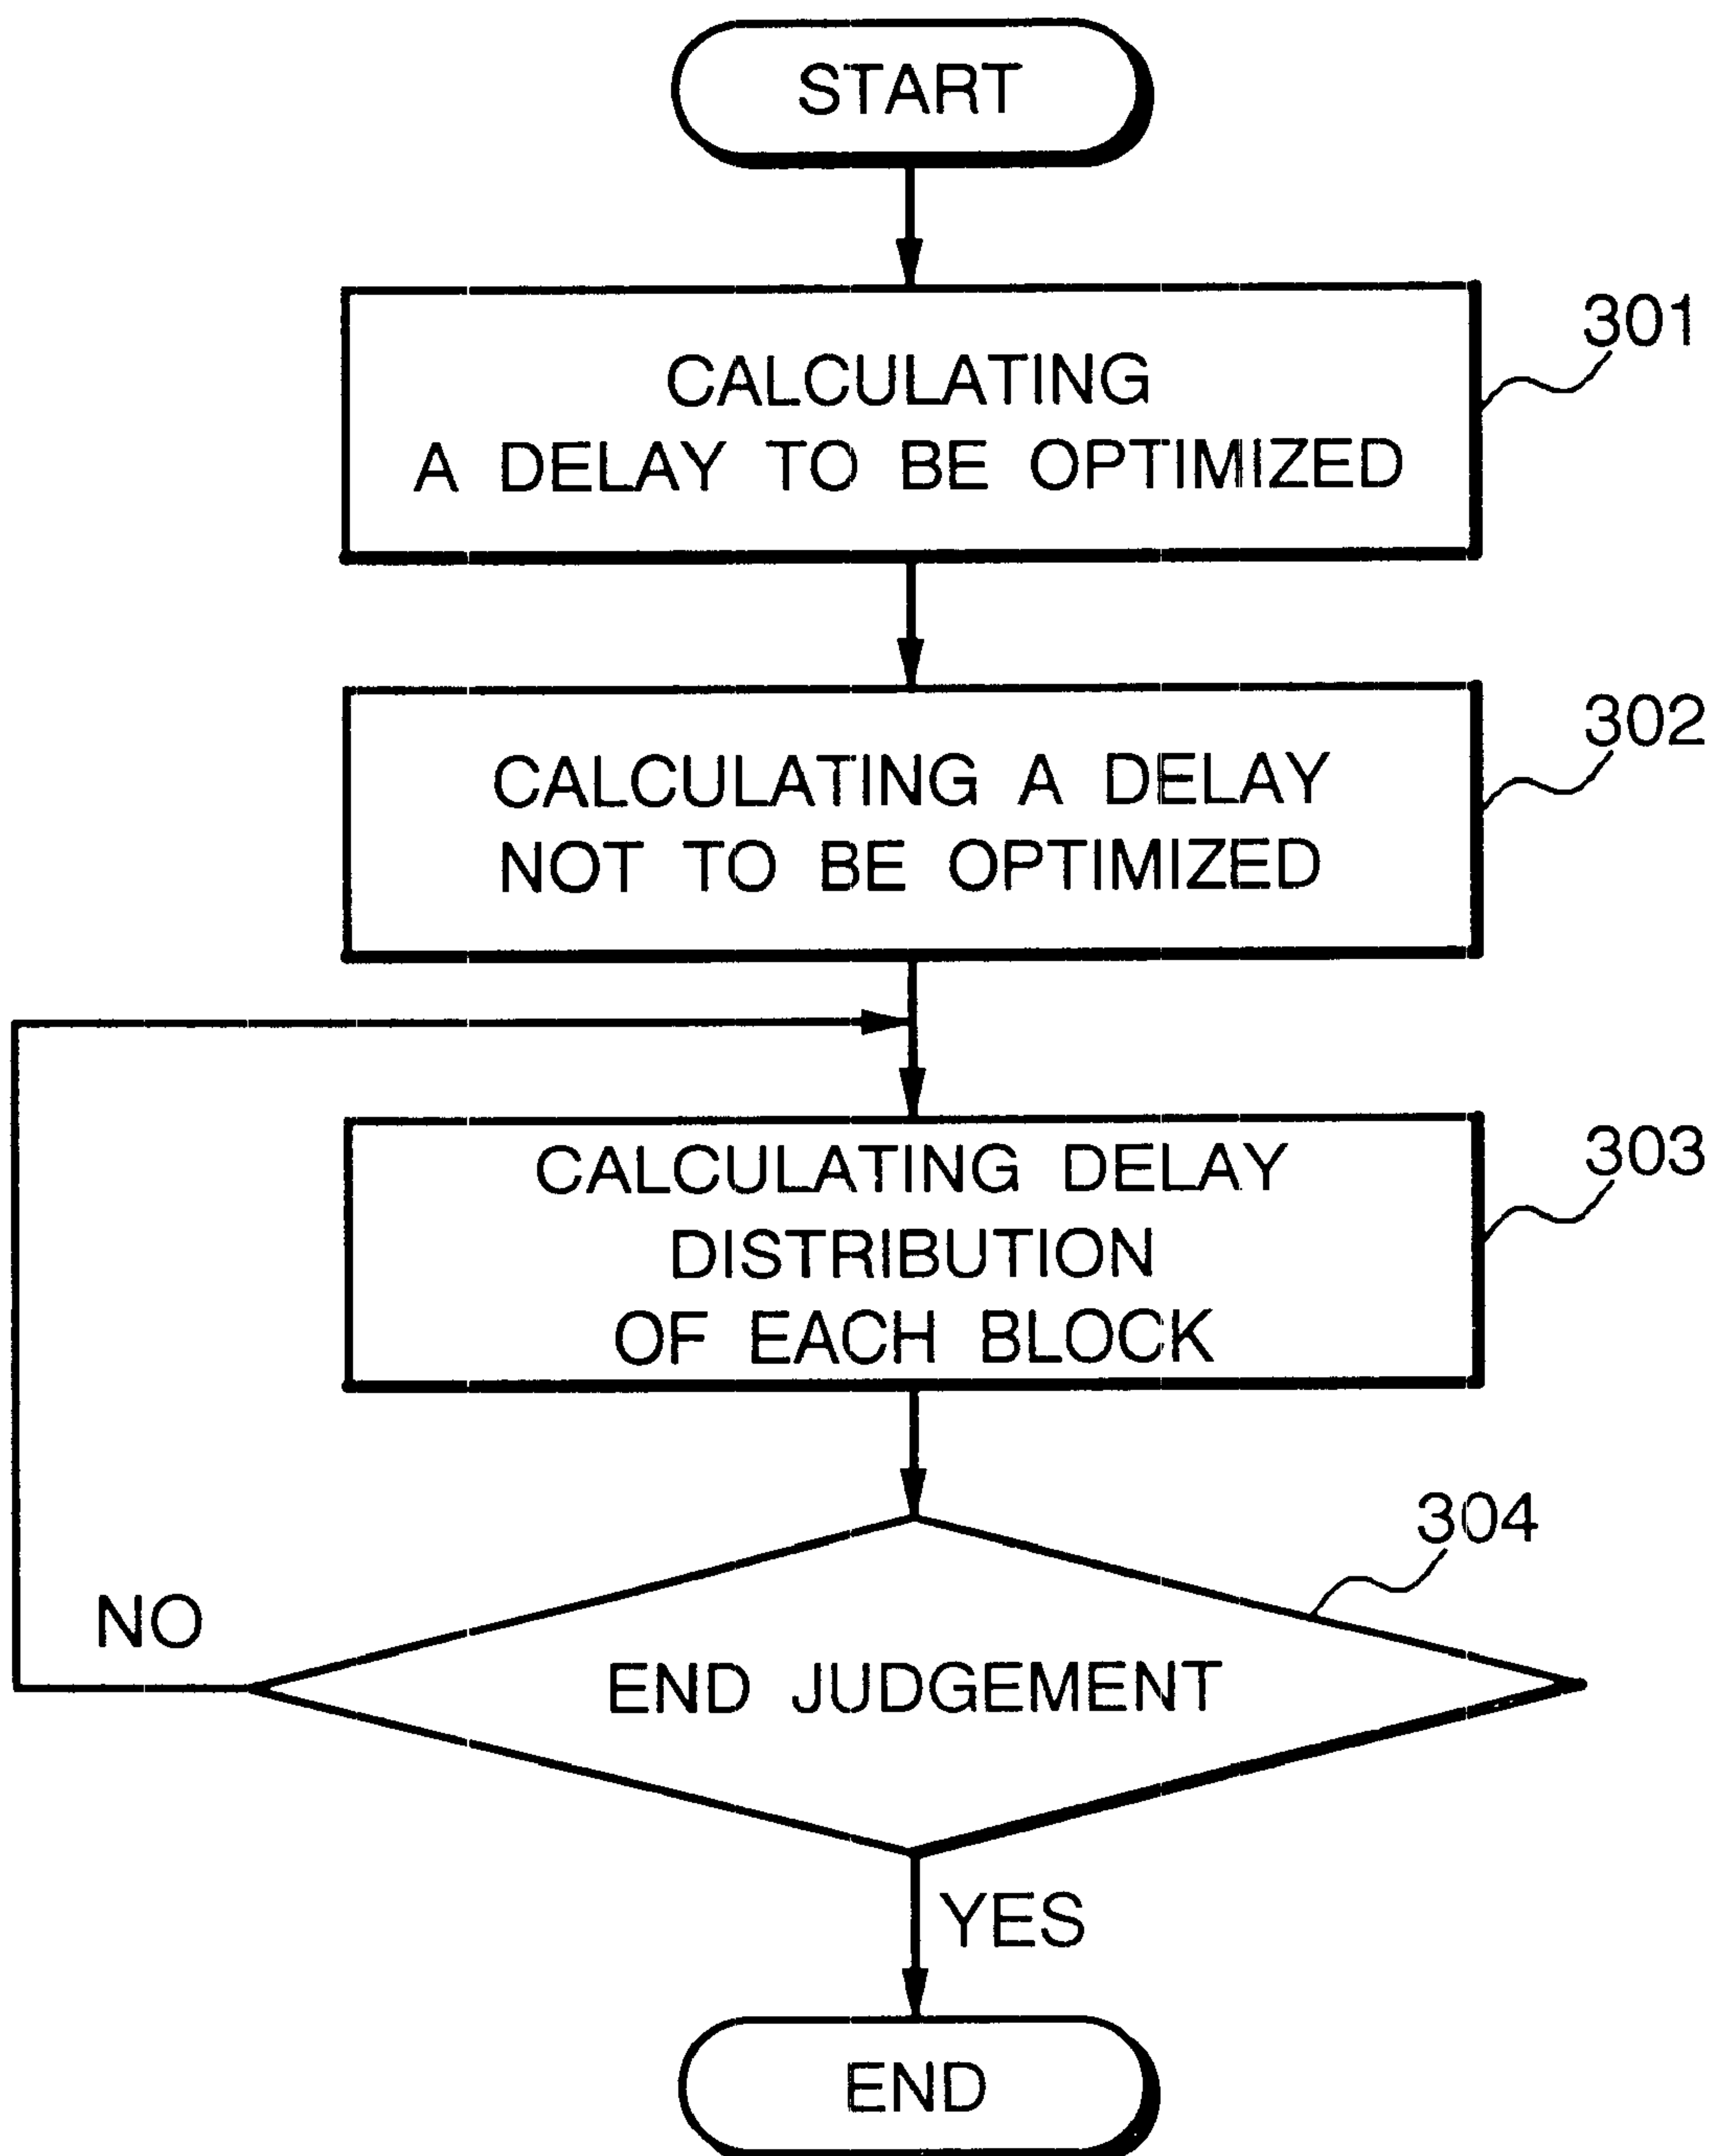 START
301
CALCULATING
A DELAY TO BE OPTIMIZED
302
CALCULATING A DELAY
NOT TO BE OPTIMIZED
303
CALCULATING DELAY
DISTRIBUTION
OF EACH BLOCK
304
NO
END JUDGEMENT
YES
END